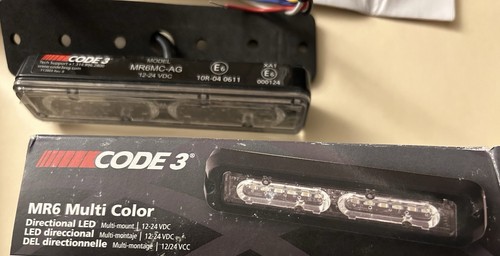 CODE 3
MODEL
MR6MC-AG
12-24 VDC
E6
10R-04 0611
XA1
E6
000124
CODE 3®
MR6 Multi Color
Directional LED Multi-mount | 12-24 VDC
LED direccional Multi-montaje | 12-24 VDC
DEL directionnelle Multi-montage | 12/24 VCC